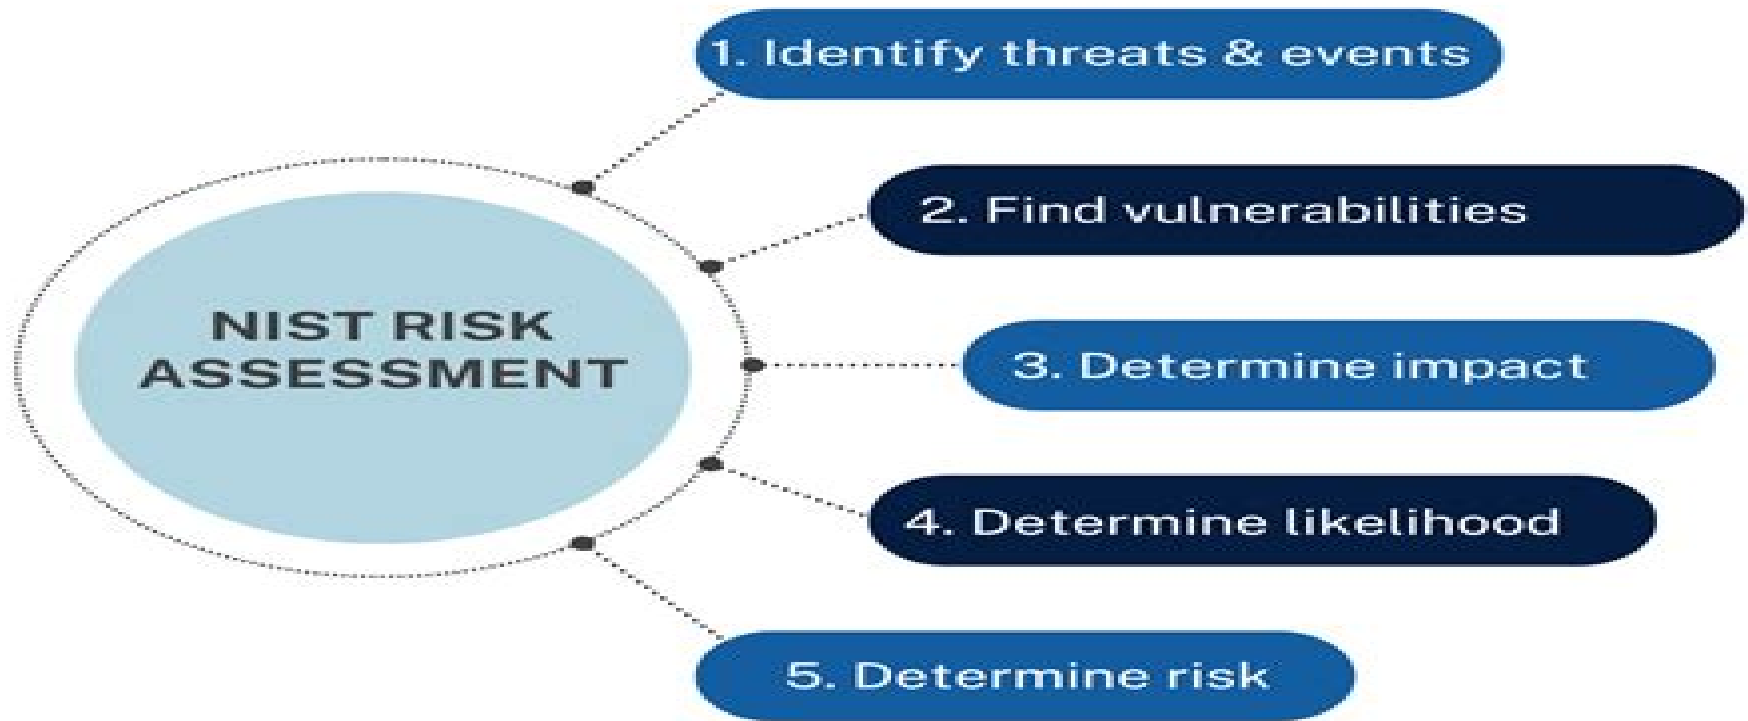 NIST RISK
ASSESSMENT
1. Identify threats & events
2. Find vulnerabilities
3. Determine impact
4. Determine likelihood
5. Determine risk